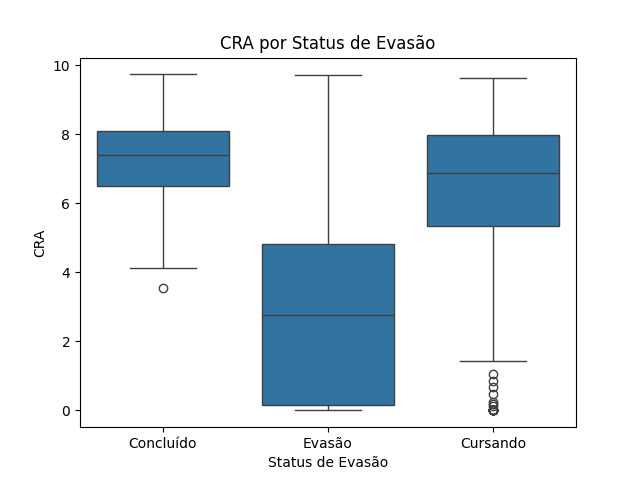 CRA por Status de Evasão
10
8
6
4
2
0
CRA
Concluído
Evasão
Cursando
Status de Evasão